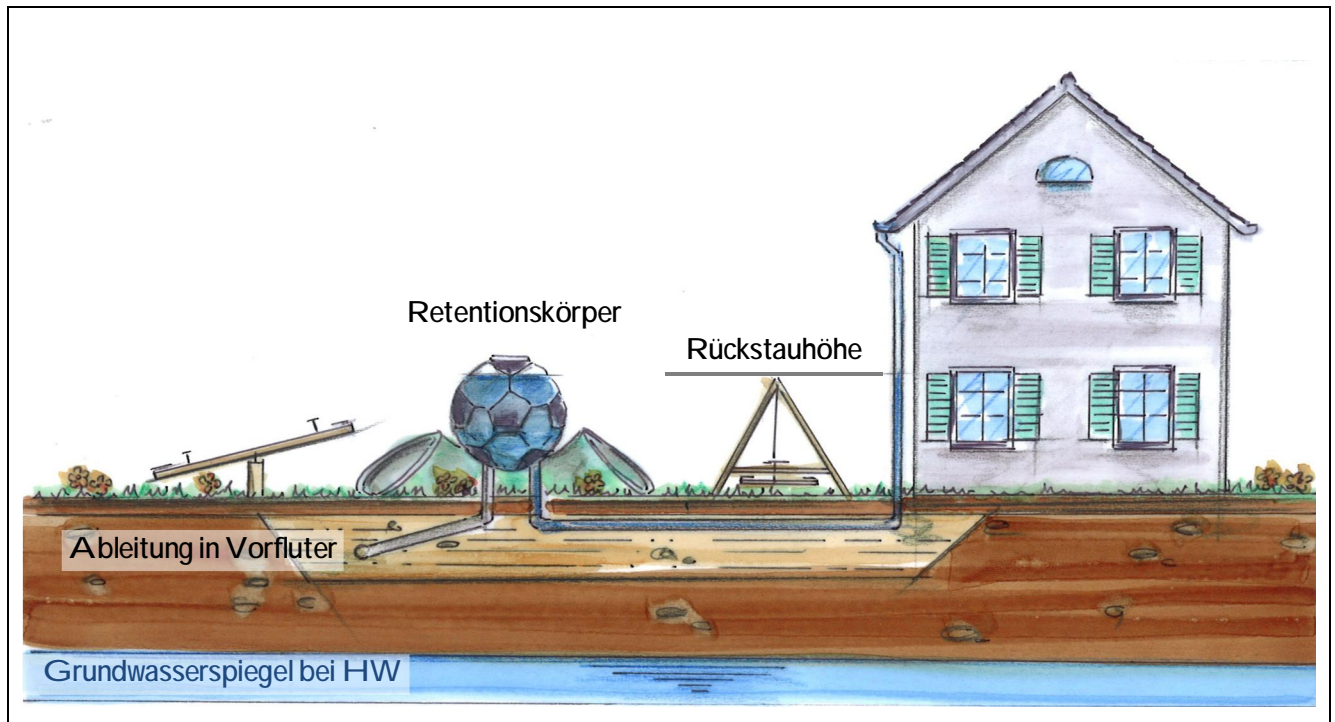 Retentionskörper
Rückstauhöhe
Ableitung in Vorfluter
Grundwasserspiegel bei HW